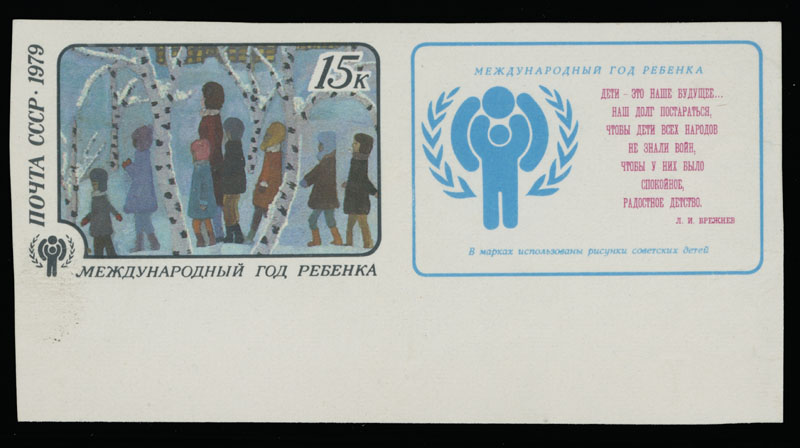 ПОЧТА СССР · 1979
15к
МЕЖДУНАРОДНЫЙ ГОД РЕБЕНКА
МЕЖДУНАРОДНЫЙ ГОД РЕБЕНКА
ДЕТИ – ЭТО НАШЕ БУДУЩЕЕ...
НАШ ДОЛГ ПОСТАРАТЬСЯ,
ЧТОБЫ ДЕТИ ВСЕХ НАРОДОВ
НЕ ЗНАЛИ ВОЙН,
ЧТОБЫ У НИХ БЫЛО
СПОКОЙНОЕ,
РАДОСТНОЕ ДЕТСТВО.
Л. И. БРЕЖНЕВ
В марках использованы рисунки советских детей